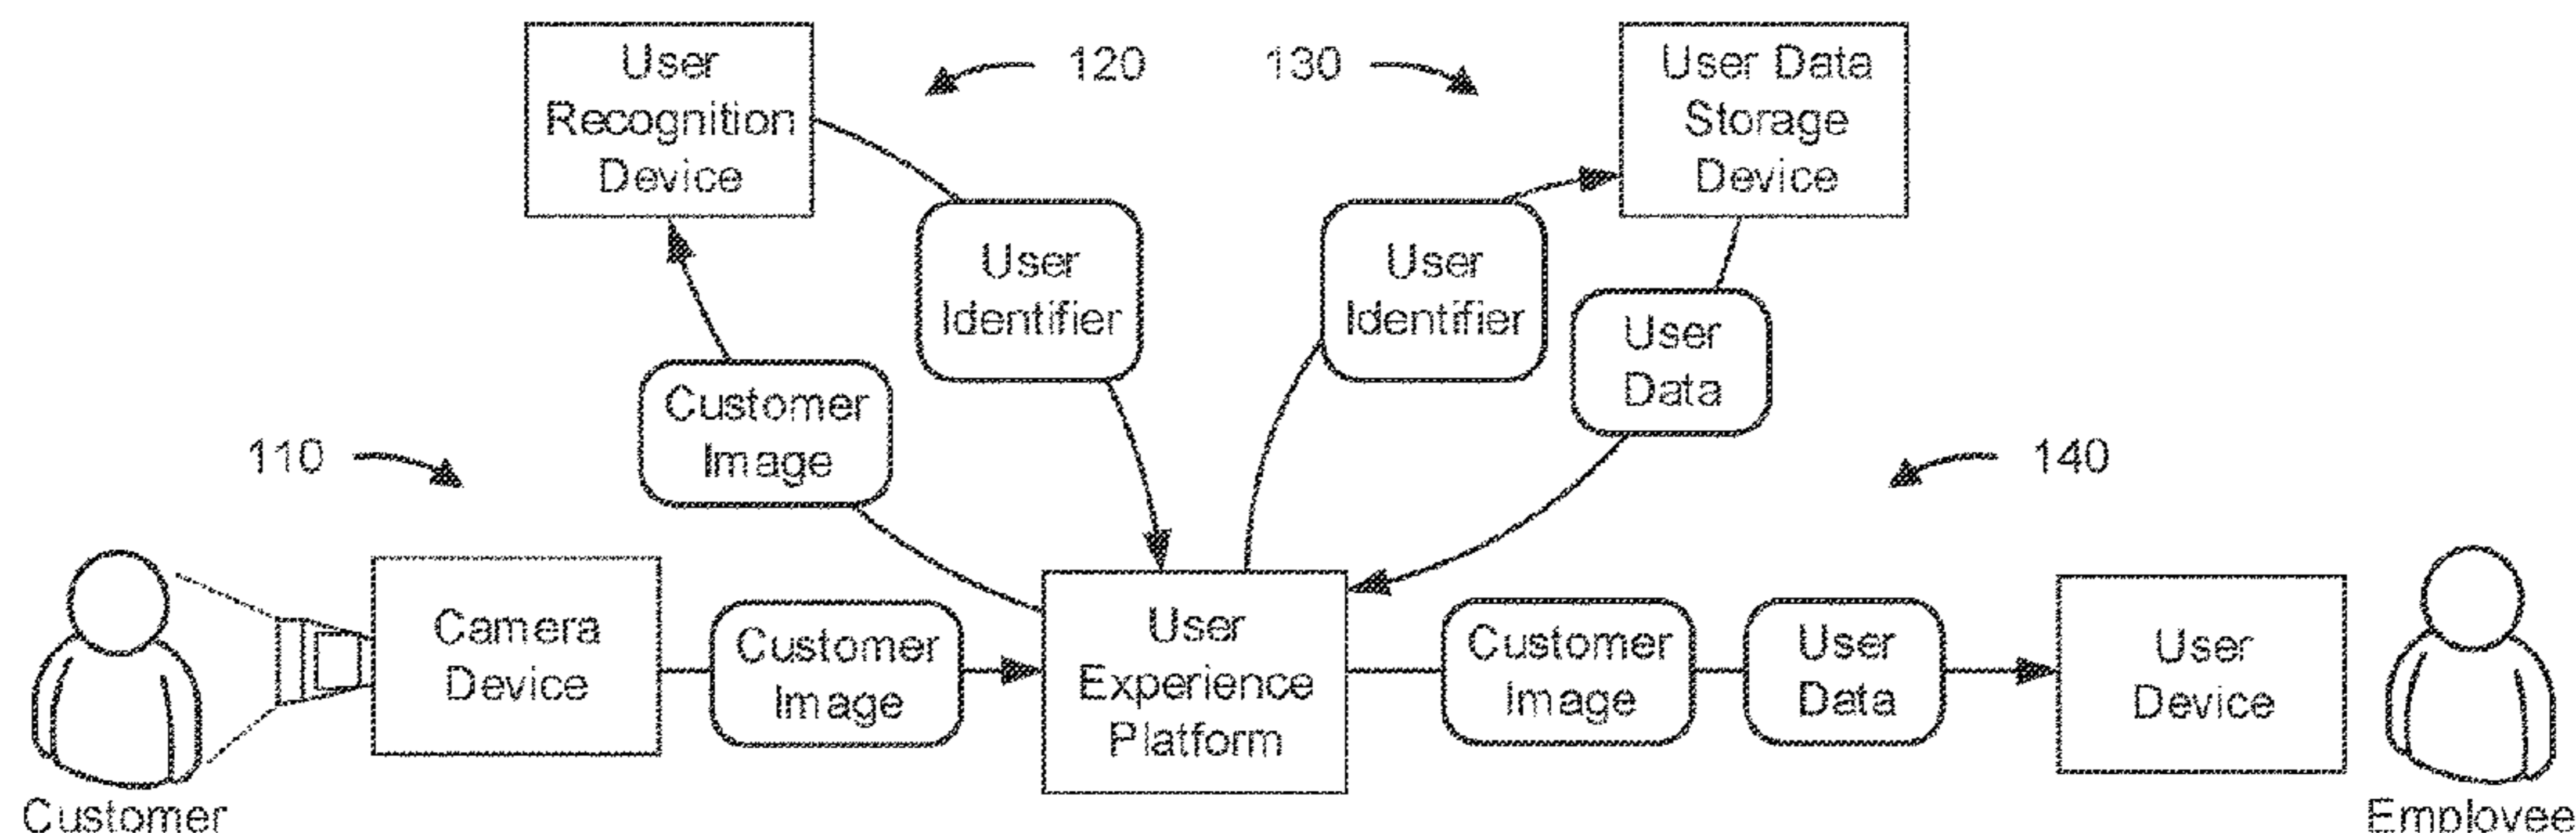 User
Recognition
Device
120
130
User Data
Storage
Device
User
Identifier
User
Identifier
User
Data
Customer
Image
110
140
Camera
Device
Customer
Image
User
Experience
Platform
Customer
Image
User
Data
User
Device
Customer
Employee